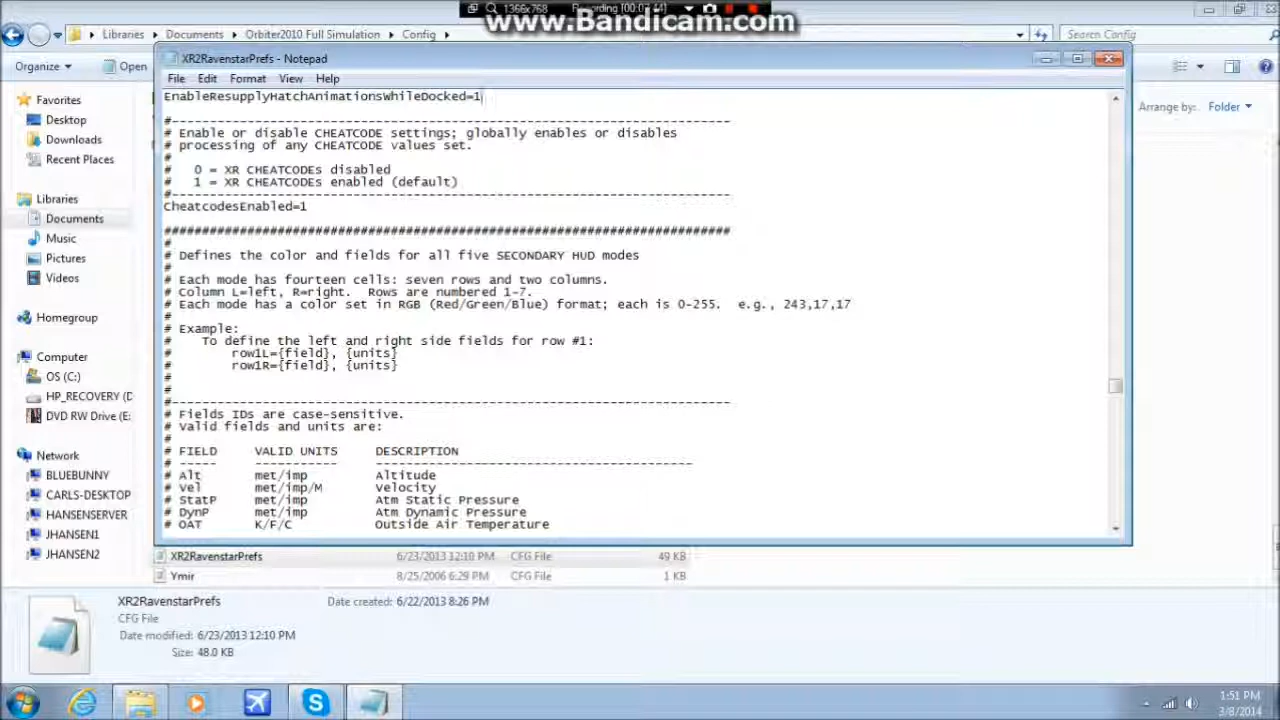 1366x768 Recording
www.Bandicam.com
Libraries Documents Orbiter2010 Full Simulation Config Search Config
Organize Open Arrange by: Folder
XR2RavenstarPrefs - Notepad
File Edit Format View Help
EnableResupplyHatchAnimationsWhileDocked=1
#--------------------------------------------------------------------------
# Enable or disable CHEATCODE settings; globally enables or disables
# processing of any CHEATCODE values set.
#
# 0 = XR CHEATCODEs disabled
# 1 = XR CHEATCODEs enabled (default)
#--------------------------------------------------------------------------
CheatcodesEnabled=1
###########################################################################
#
# Defines the color and fields for all five SECONDARY HUD modes
#
# Each mode has fourteen cells: seven rows and two columns.
# Column L=left, R=right. Rows are numbered 1-7.
# Each mode has a color set in RGB (Red/Green/Blue) format; each is 0-255. e.g., 243,17,17
#
# Example:
# To define the left and right side fields for row #1:
# row1L={field}, {units}
# row1R={field}, {units}
#
#
#--------------------------------------------------------------------------
# Fields IDs are case-sensitive.
# Valid fields and units are:
#
# FIELD VALID UNITS DESCRIPTION
# ----- ----------- ------------------------------------------
# Alt met/imp Altitude
# Vel met/imp/M Velocity
# StatP met/imp Atm Static Pressure
# DynP met/imp Atm Dynamic Pressure
# OAT K/F/C Outside Air Temperature
Favorites
Desktop
Downloads
Recent Places
Libraries
Documents
Music
Pictures
Videos
Homegroup
Computer
OS (C:)
HP_RECOVERY (D
DVD RW Drive (E:
Network
BLUEBUNNY
CARLS-DESKTOP
HANSENSERVER
JHANSEN1
JHANSEN2
XR2RavenstarPrefs 6/23/2013 12:10 PM CFG File 49 KB
Ymir 8/25/2006 6:29 PM CFG File 1 KB
XR2RavenstarPrefs Date created: 6/22/2013 8:26 PM
CFG File
Date modified: 6/23/2013 12:10 PM
Size: 48.0 KB
1:51 PM
3/8/2014